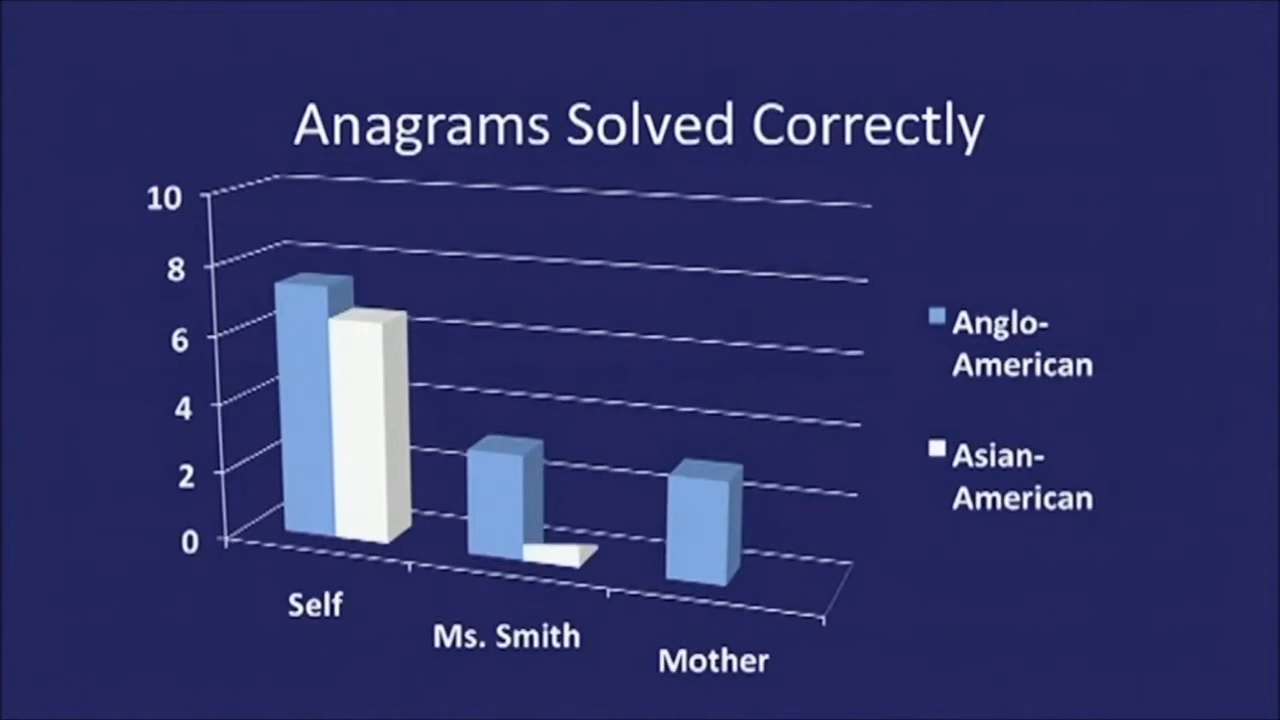 Anagrams Solved Correctly
10
8
6
4
2
0
Self
Ms. Smith
Mother
Anglo-
American
Asian-
American